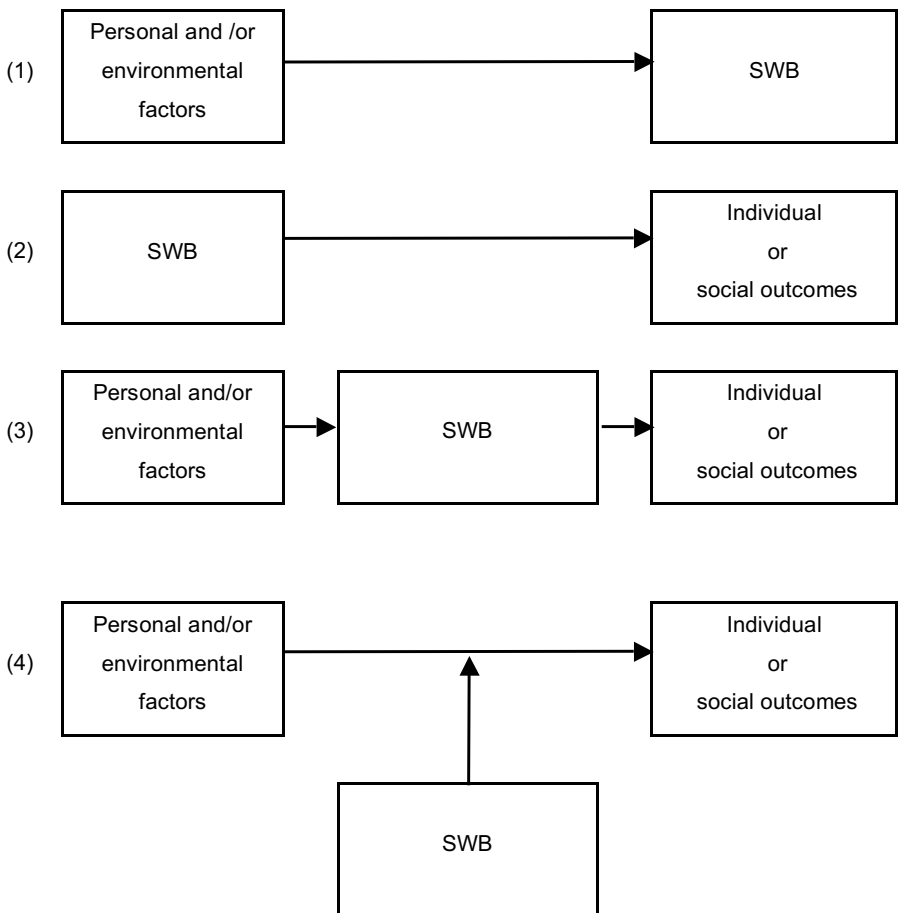 Personal and /or
environmental
factors
(1)
SWB
(2)
SWB
Individual
or
social outcomes
(3)
Personal and/or
environmental
factors
SWB
Individual
or
social outcomes
(4)
Personal and/or
environmental
factors
Individual
or
social outcomes
SWB